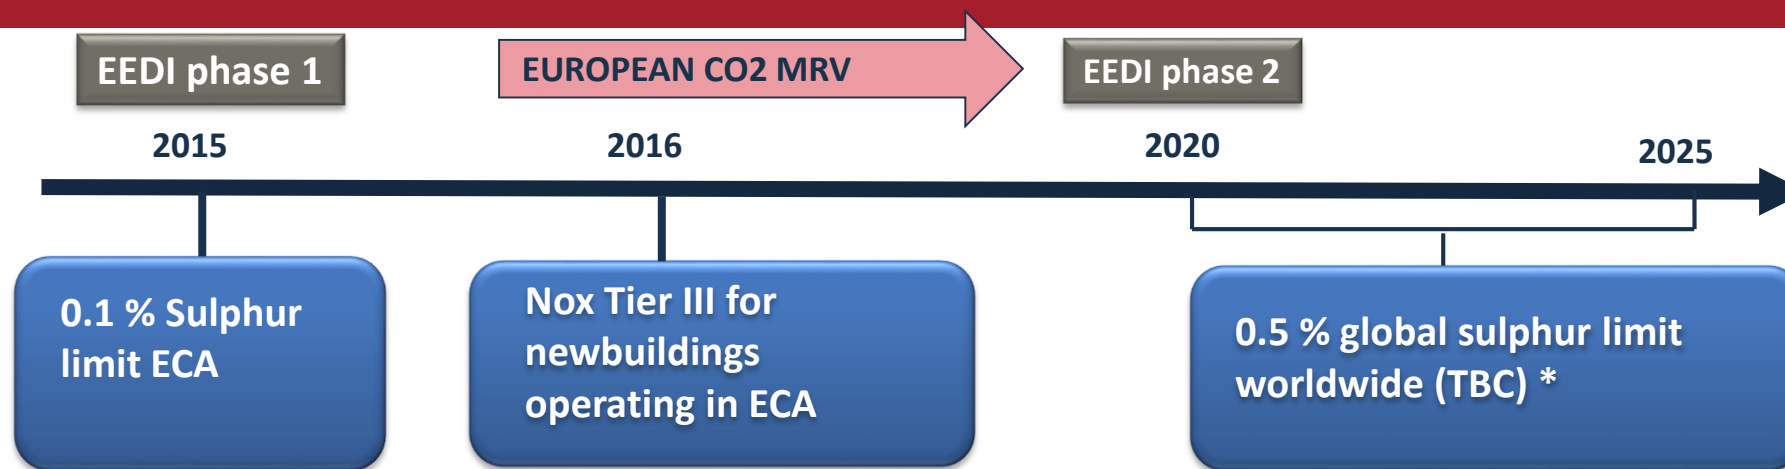 EEDI phase 1
EUROPEAN CO2 MRV
EEDI phase 2
2015
2016
2020
2025
0.1 % Sulphur
limit ECA
Nox Tier III for
newbuildings
operating in ECA
0.5 % global sulphur limit
worldwide (TBC) *